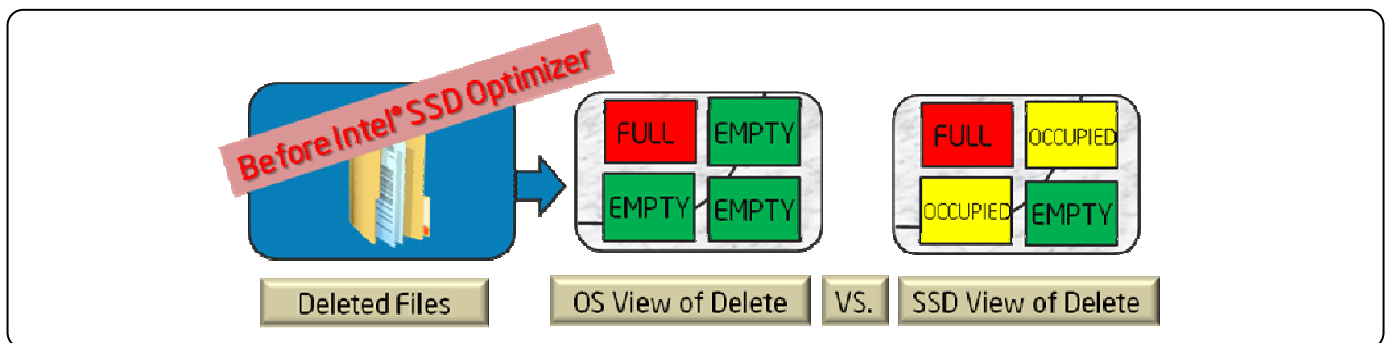 Before Intel® SSD Optimizer
FULL EMPTY
EMPTY EMPTY
FULL OCCUPIED
OCCUPIED EMPTY
Deleted Files
OS View of Delete
VS.
SSD View of Delete